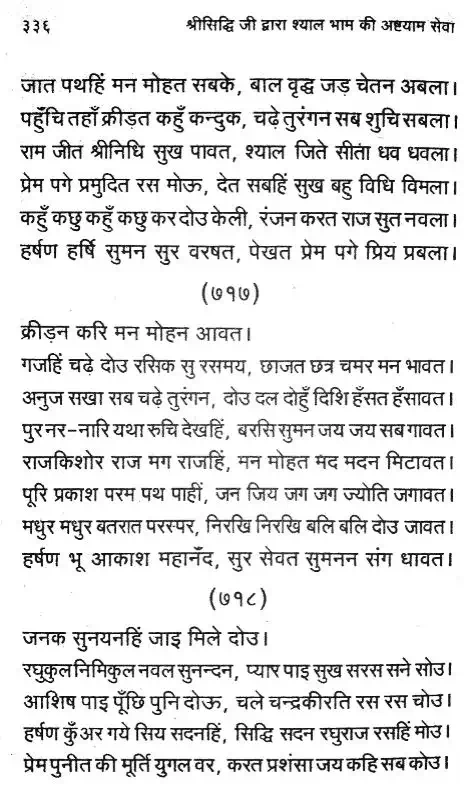 ३३६ श्रीसिद्धि जी द्वारा श्याल भाम की अष्टयाम सेवा
जात पथहिं मन मोहत सबके, बाल वृद्ध जड़ चेतन अबला।
पहुँचि तहाँ क्रीड़त कहुँ कन्दुक, चढ़े तुरंगन सब शुचि सबला।
राम जीत श्रीनिधि सुख पावत, श्याल जिते सीता धव धवला।
प्रेम पगे प्रमुदित रस मोऊ, देत सबहिं सुख बहु विधि विमला।
कहुँ कछु कहुँ कछु कर दोउ केली, रंजन करत राज सुत नवला।
हर्षण हर्षि सुमन सुर वरषत, पेखत प्रेम पगे प्रिय प्रबला।
(७१७)
क्रीड़न करि मन मोहन आवत।
गजहिं चढ़े दोउ रसिक सु रसमय, छाजत छत्र चमर मन भावत।
अनुज सखा सब चढ़े तुरंगन, दोउ दल दोहुँ दिशि हँसत हँसावत।
पुर नर-नारि यथा रुचि देखहिं, बरसि सुमन जय जय सब गावत।
राजकिशोर राज मग राजहिं, मन मोहत मद मदन मिटावत।
पूरि प्रकाश परम पथ पाहीं, जन जिय जग जग ज्योति जगावत।
मधुर मधुर बतरात परस्पर, निरखि निरखि बलि बलि दोउ जावत।
हर्षण भू आकाश महानँद, सुर सेवत सुमनन संग धावत।
(७१८)
जनक सुनयनहिं जाइ मिले दोउ।
रघुकुल निमिकुल नवल सुनन्दन, प्यार पाइ सुख सरस सने सोउ।
आशिष पाइ पूँछि पुनि दोऊ, चले चन्द्रकीरति रस रस चोउ।
हर्षण कुँअर गये सिय सदनहिं, सिद्धि सदन रघुराज रसहिं मोउ।
प्रेम पुनीत की मूर्ति युगल वर, करत प्रशंसा जय कहि सब कोउ।